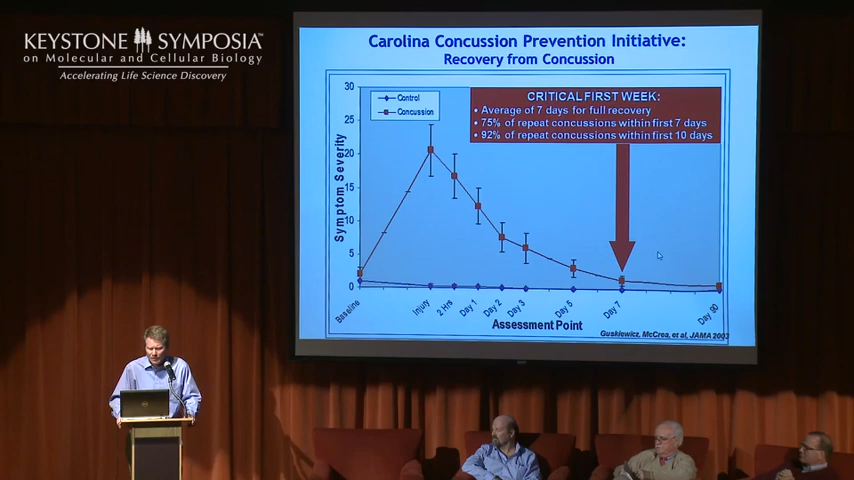 KEYSTONE SYMPOSIA™
on Molecular and Cellular Biology
Accelerating Life Science Discovery
Carolina Concussion Prevention Initiative:
Recovery from Concussion
30
25
20
15
10
5
0
Symptom Severity
Control
Concussion
CRITICAL FIRST WEEK:
• Average of 7 days for full recovery
• 75% of repeat concussions within first 7 days
• 92% of repeat concussions within first 10 days
Baseline
Injury
2 Hrs
Day 1
Day 2
Day 3
Day 5
Day 7
Day 90
Assessment Point
Guskiewicz, McCrea, et al, JAMA 2003